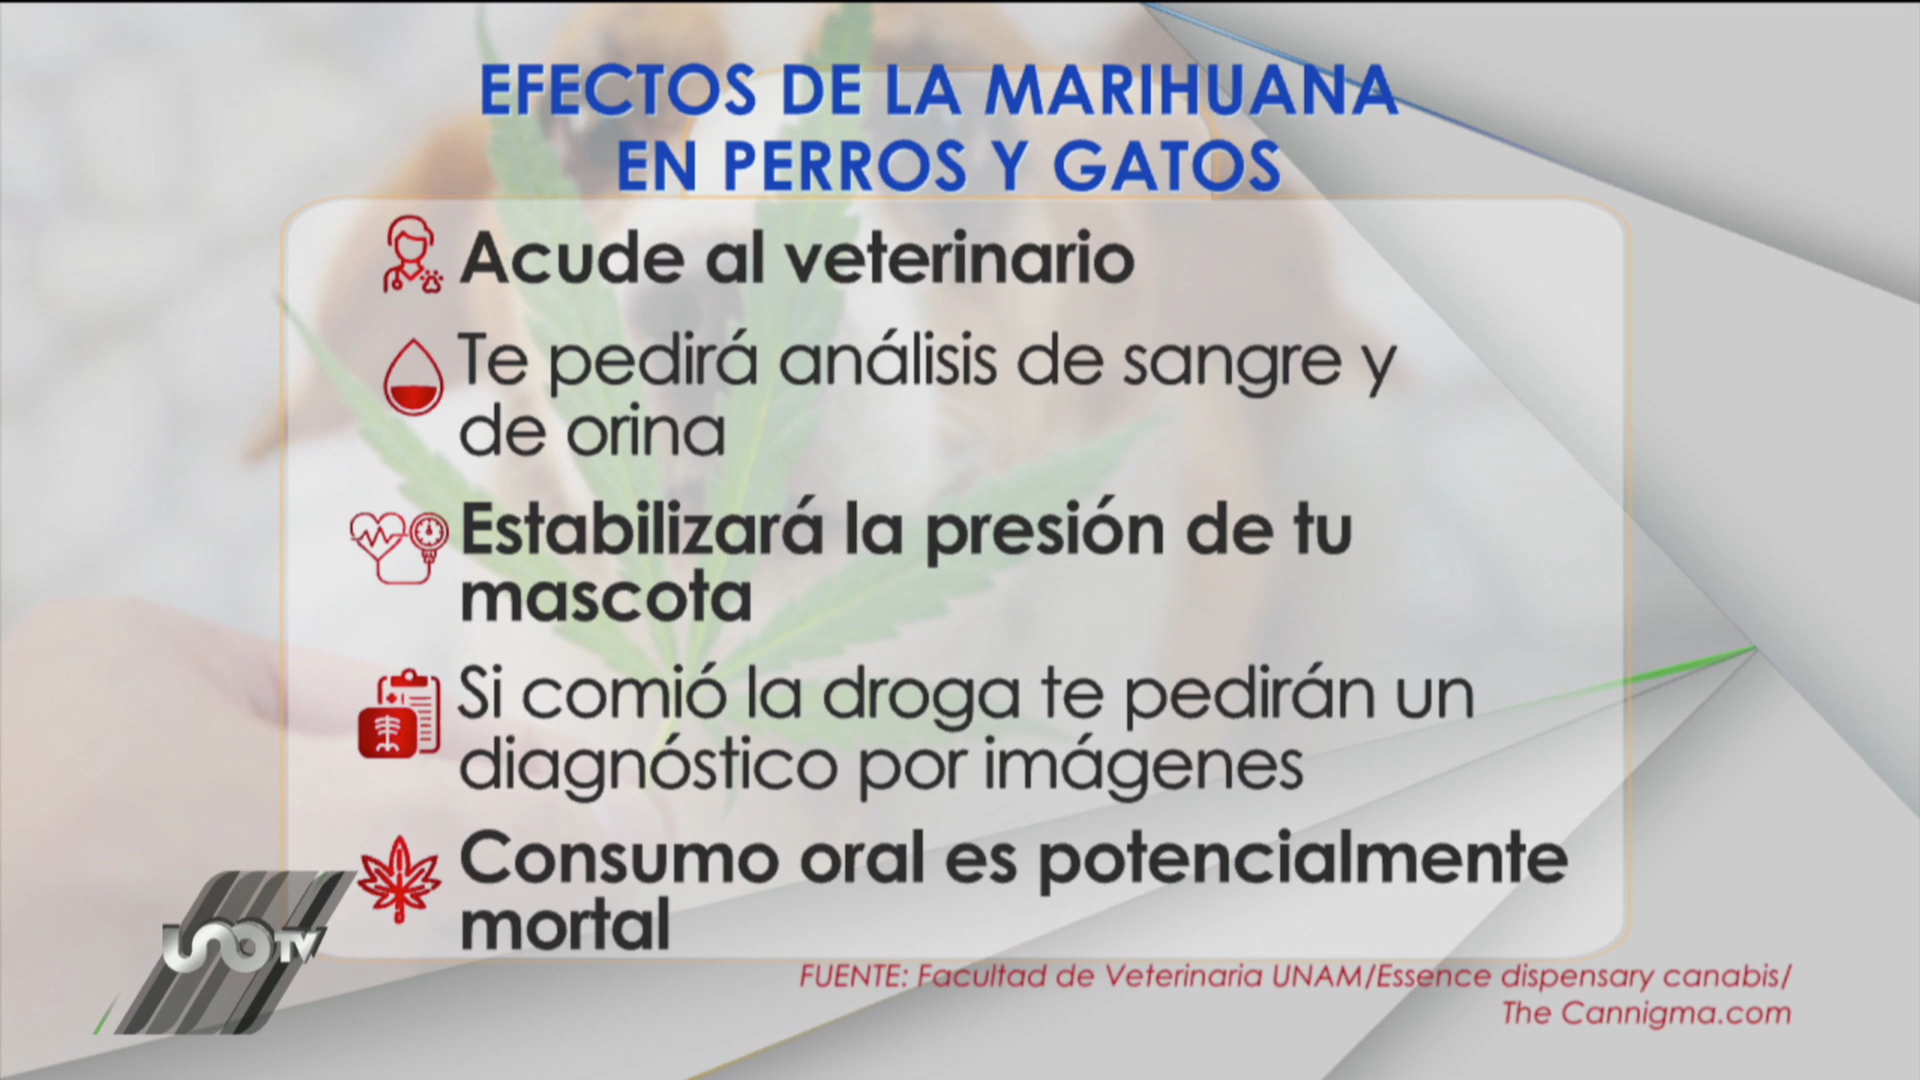 EFECTOS DE LA MARIHUANA
EN PERROS Y GATOS
Acude al veterinario
Te pedirá análisis de sangre y
de orina
Estabilizará la presión de tu
mascota
Si comió la droga te pedirán un
diagnóstico por imágenes
Consumo oral es potencialmente
mortal
UNO TV
FUENTE: Facultad de Veterinaria UNAM/Essence dispensary canabis/
The Cannigma.com